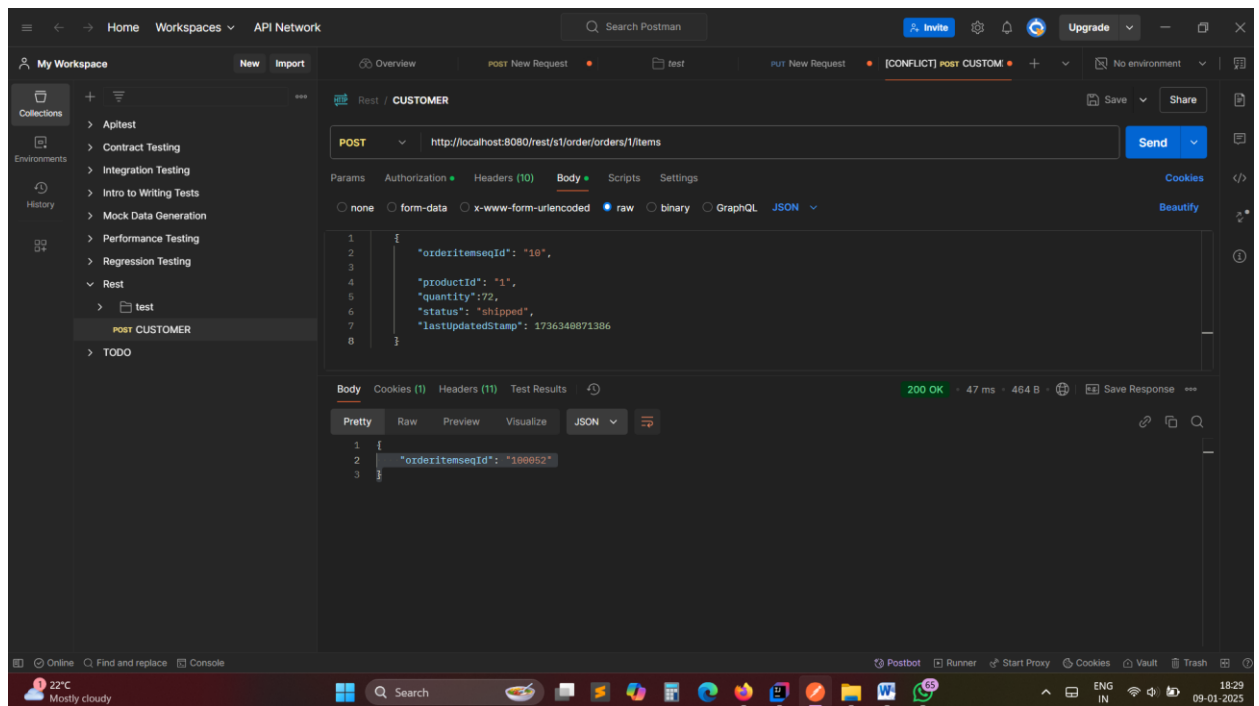 Home Workspaces API Network Search Postman Invite Upgrade
My Workspace New Import Overview POST New Request test PUT New Request [CONFLICT] POST CUSTOM No environment
Collections
Environments
History
Apitest
Contract Testing
Integration Testing
Intro to Writing Tests
Mock Data Generation
Performance Testing
Regression Testing
Rest
test
POST CUSTOMER
TODO
HTTP Rest / CUSTOMER Save Share
POST http://localhost:8080/rest/s1/order/orders/1/items Send
Params Authorization Headers (10) Body Scripts Settings Cookies
none form-data x-www-form-urlencoded raw binary GraphQL JSON Beautify
1 {
2 "orderitemseqId": "10",
3
4 "productId": "1",
5 "quantity":72,
6 "status": "shipped",
7 "lastUpdatedStamp": 1736340871386
8 }
Body Cookies (1) Headers (11) Test Results 200 OK 47 ms 464 B Save Response
Pretty Raw Preview Visualize JSON
1 {
2 "orderitemseqId": "100052"
3 }
Online Find and replace Console Postbot Runner Start Proxy Cookies Vault Trash
1 22°C
Mostly cloudy
Search
65
ENG
IN
18:29
09-01-2025